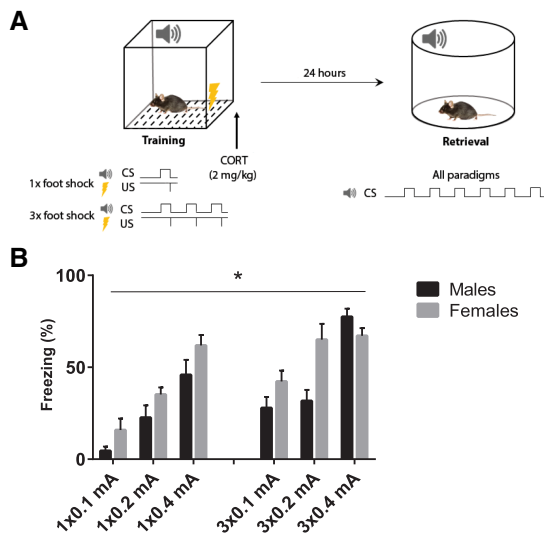 A
24 hours
Training
Retrieval
CORT
(2 mg/kg)
1x foot shock
CS
US
3x foot shock
CS
US
All paradigms
CS
B
*
Males
Females
Freezing (%)
100
50
0
1x0.1 mA
1x0.2 mA
1x0.4 mA
3x0.1 mA
3x0.2 mA
3x0.4 mA